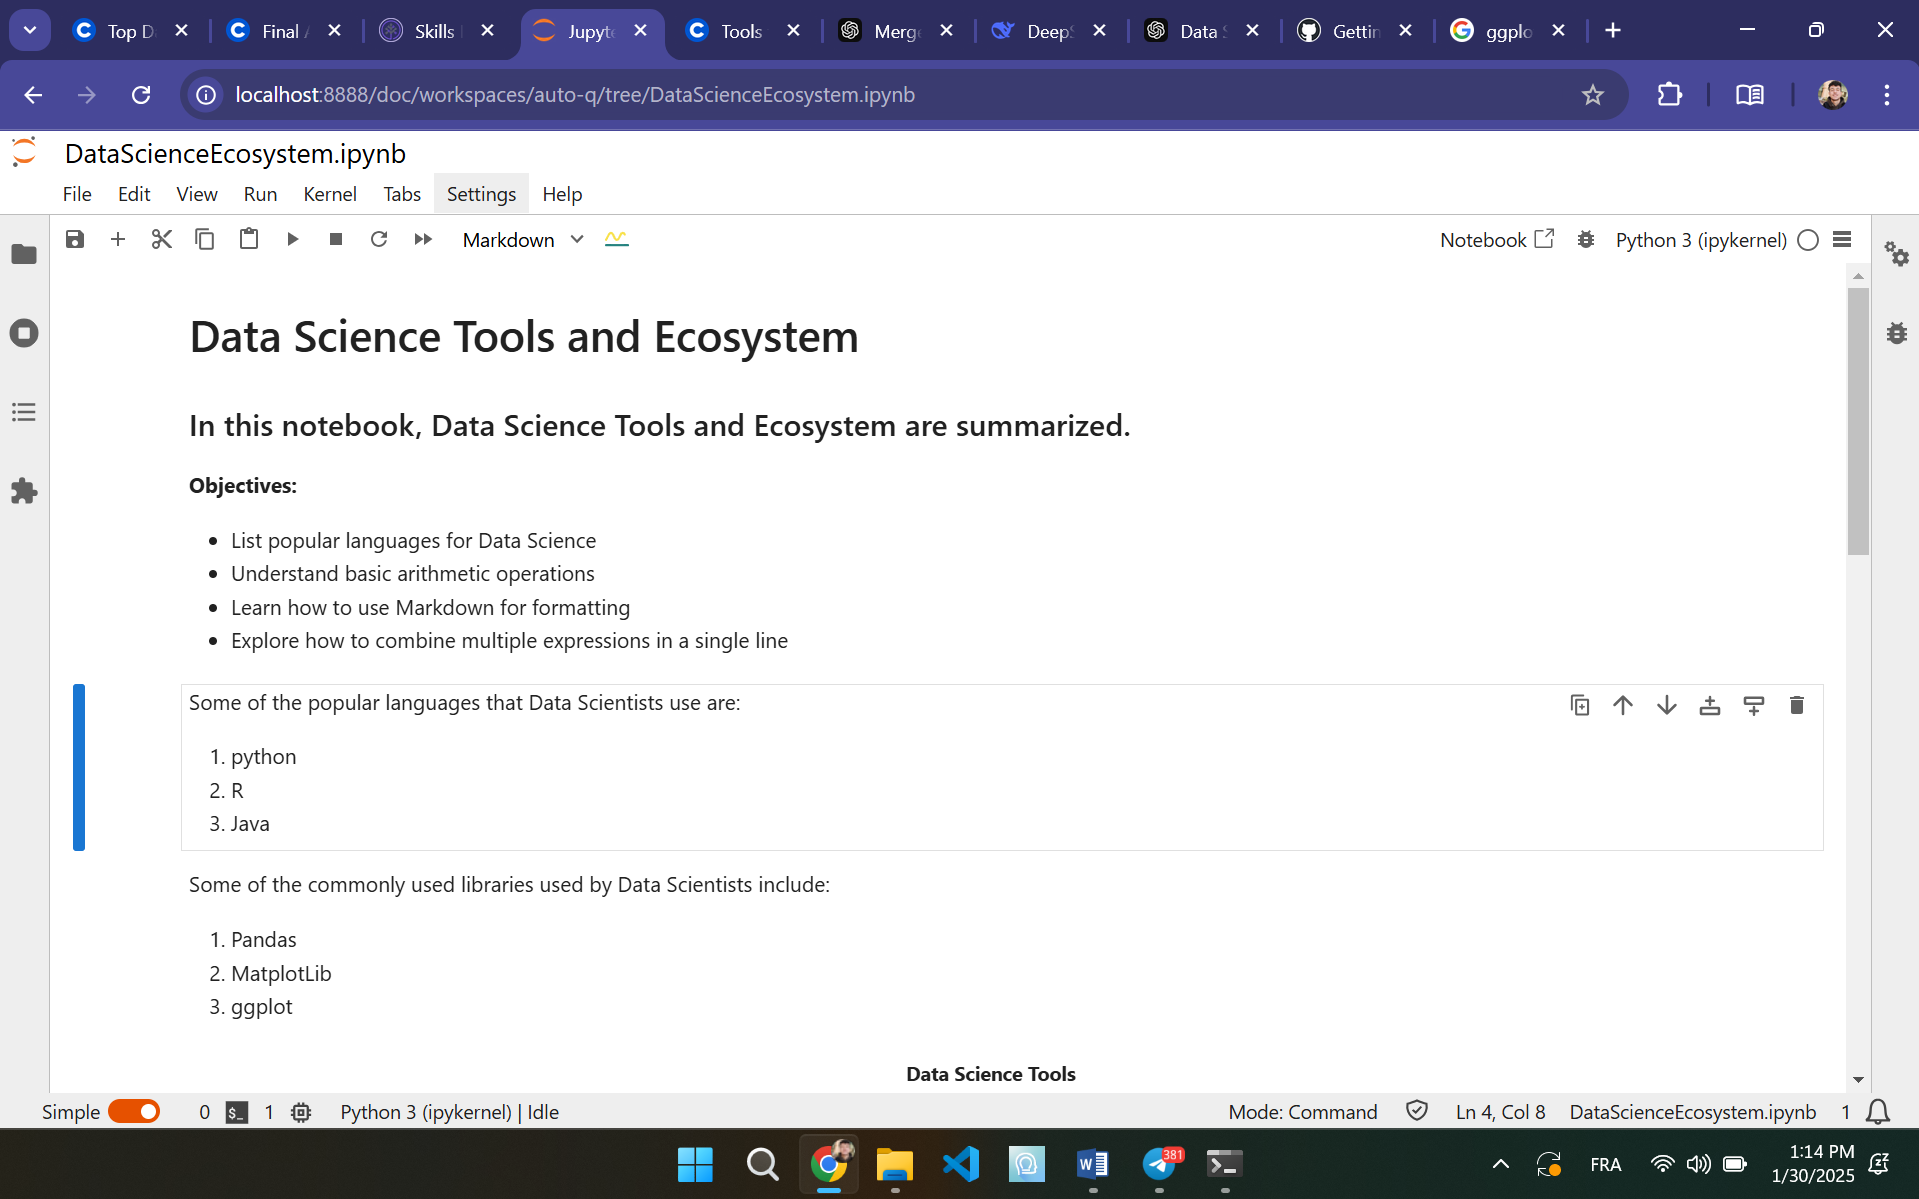 Top D
Final A
Skills
Jupyte
Tools
Merge
DeepS
Data S
Gettin
ggplo
localhost:8888/doc/workspaces/auto-q/tree/DataScienceEcosystem.ipynb
DataScienceEcosystem.ipynb
File Edit View Run Kernel Tabs Settings Help
Markdown
Notebook
Python 3 (ipykernel)
Data Science Tools and Ecosystem
In this notebook, Data Science Tools and Ecosystem are summarized.
Objectives:
List popular languages for Data Science
Understand basic arithmetic operations
Learn how to use Markdown for formatting
Explore how to combine multiple expressions in a single line
Some of the popular languages that Data Scientists use are:
1. python
2. R
3. Java
Some of the commonly used libraries used by Data Scientists include:
1. Pandas
2. MatplotLib
3. ggplot
Data Science Tools
Simple 0 $_ 1 Python 3 (ipykernel) | Idle
Mode: Command Ln 4, Col 8 DataScienceEcosystem.ipynb 1
381
FRA
1:14 PM
1/30/2025